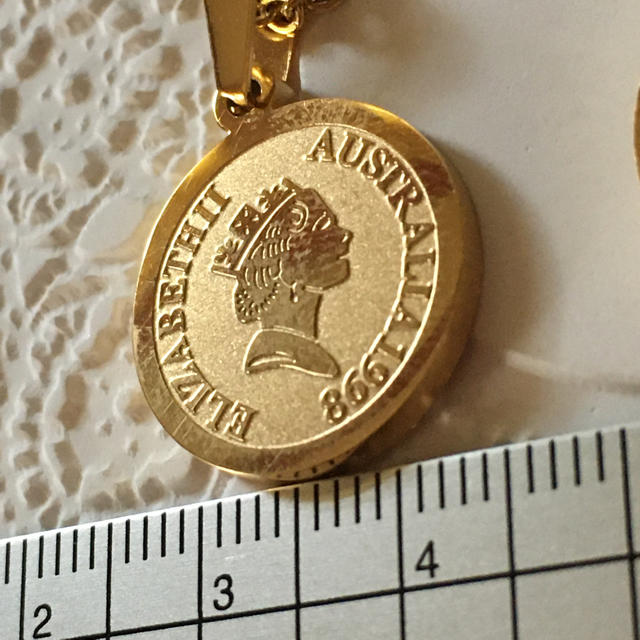 ELIZABETH II
AUSTRALIA 1998
2 3 4